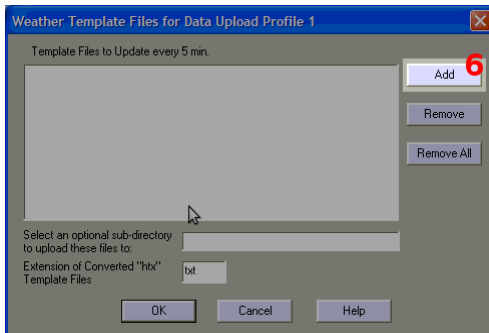 Weather Template Files for Data Upload Profile 1
Template Files to Update every 5 min.
Add
6
Remove
Remove All
Select an optional sub-directory
to upload these files to:
Extension of Converted "htx"
Template Files
txt
OK
Cancel
Help